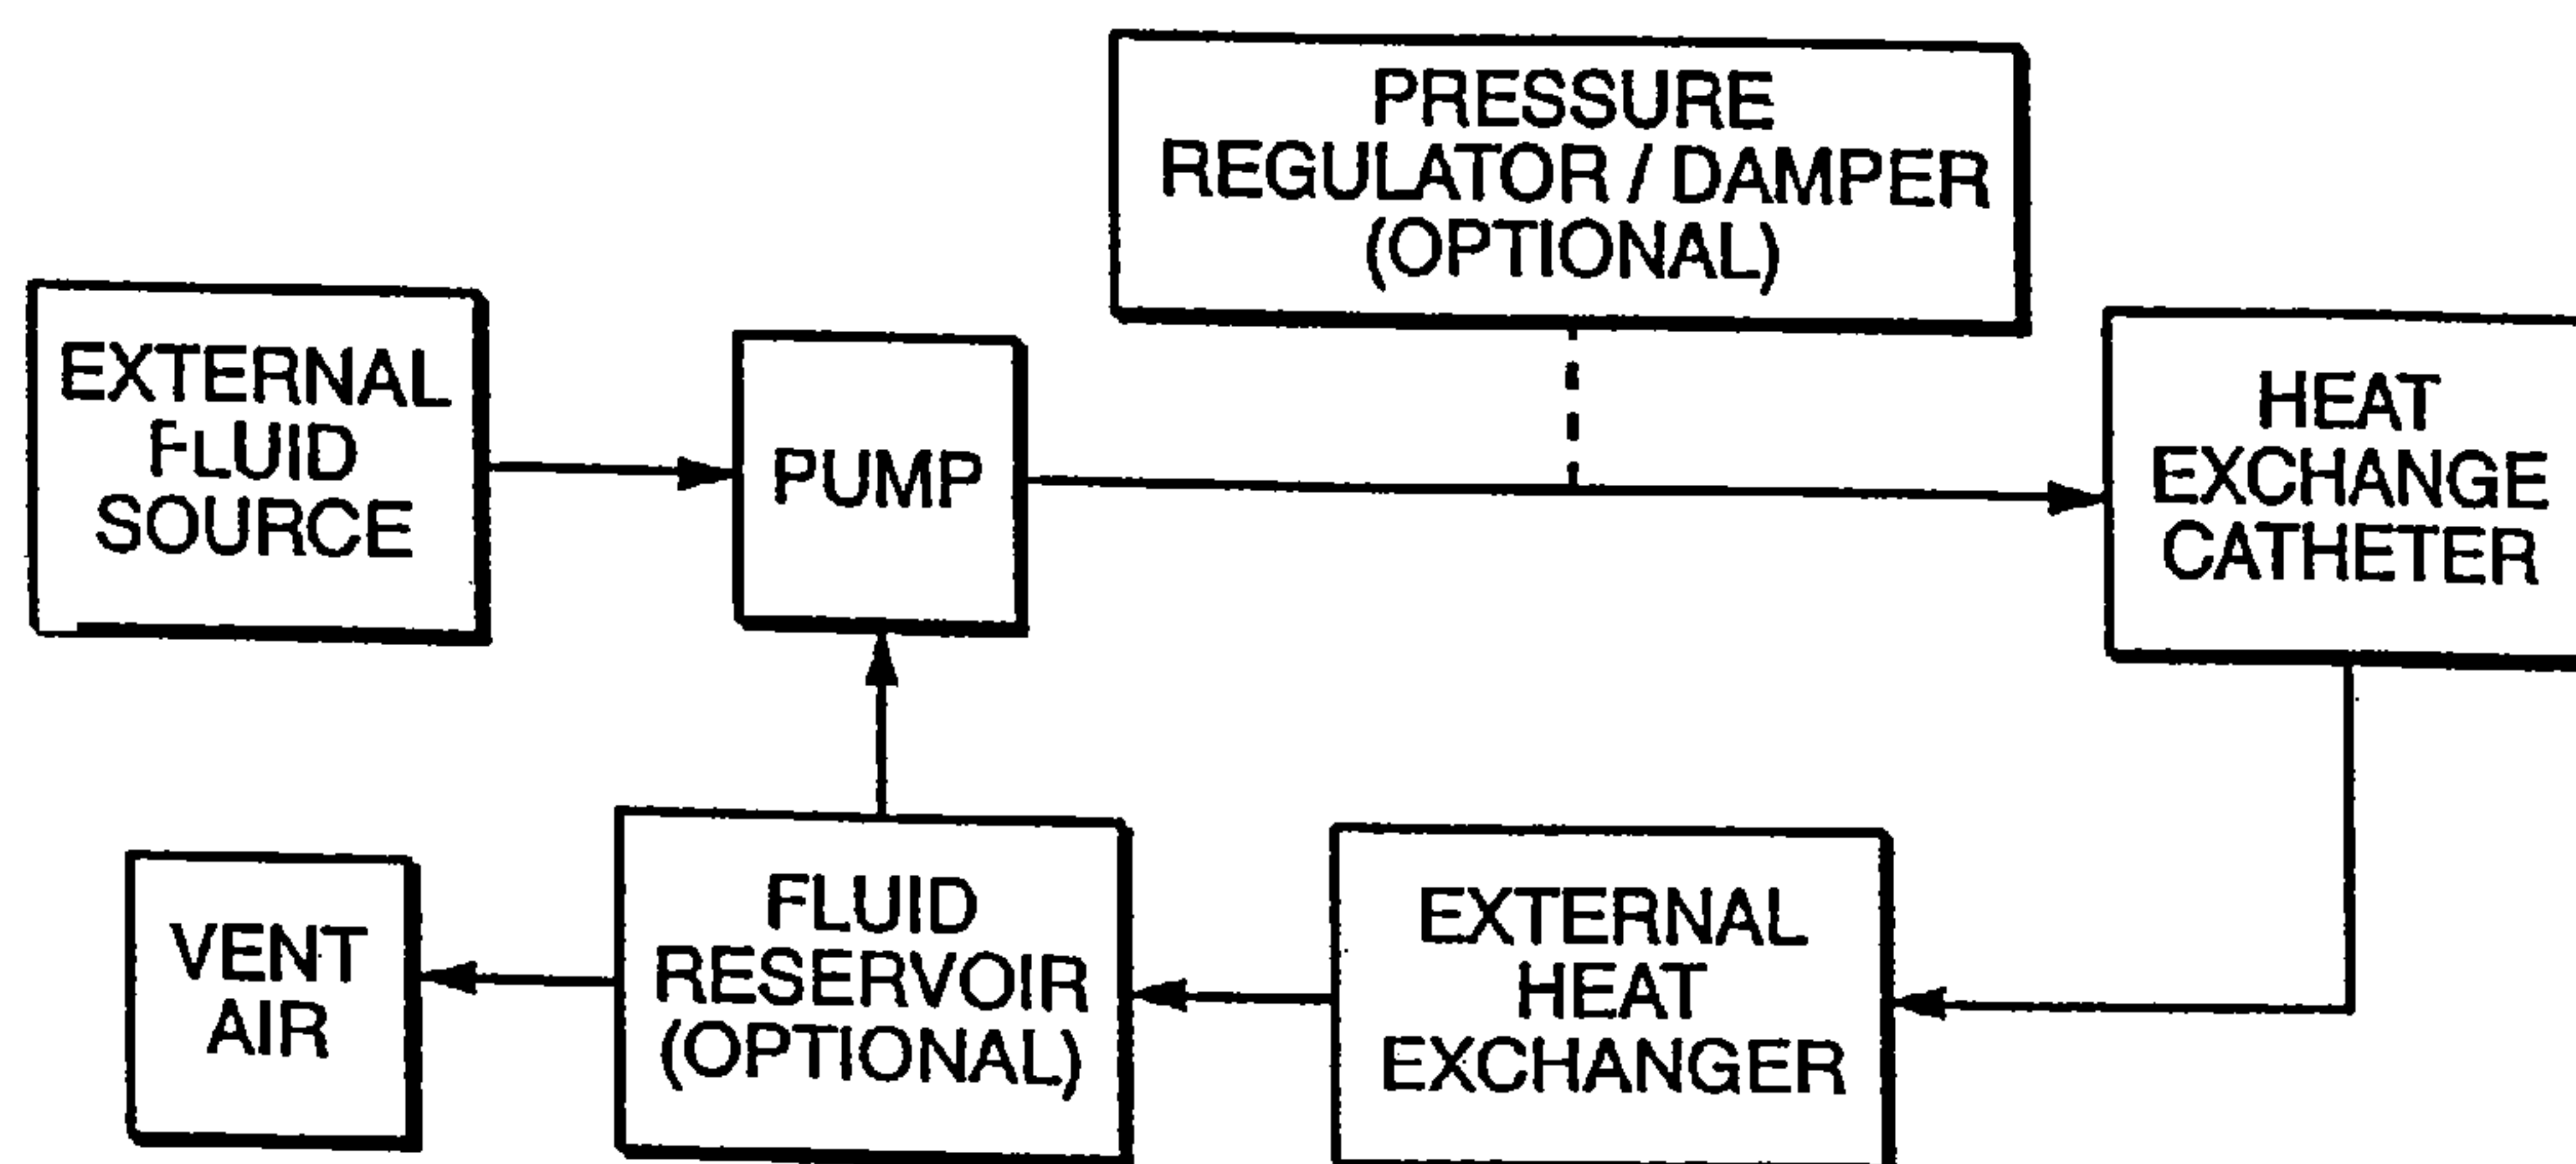 PRESSURE
REGULATOR / DAMPER
(OPTIONAL)
EXTERNAL
FLUID
SOURCE
PUMP
HEAT
EXCHANGE
CATHETER
VENT
AIR
FLUID
RESERVOIR
(OPTIONAL)
EXTERNAL
HEAT
EXCHANGER